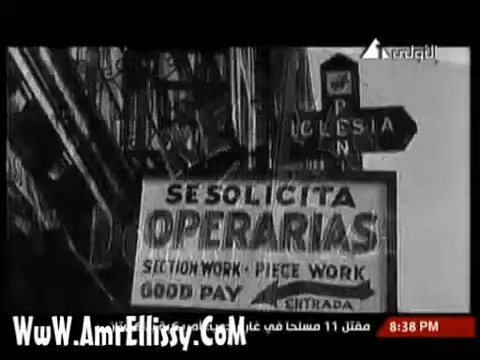 الأولى
IGLESIA
OPEN
SE SOLICITA
OPERARIAS
SECTION WORK - PIECE WORK
GOOD PAY
ENTRADA
8:38 PM
مقتل 11 مسلحا في
WwW.AmrEllissy.CoM